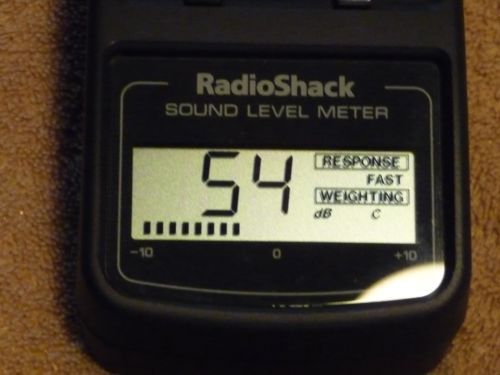 RadioShack
SOUND LEVEL METER
54
RESPONSE
FAST
WEIGHTING
dB C
-10 0 +10